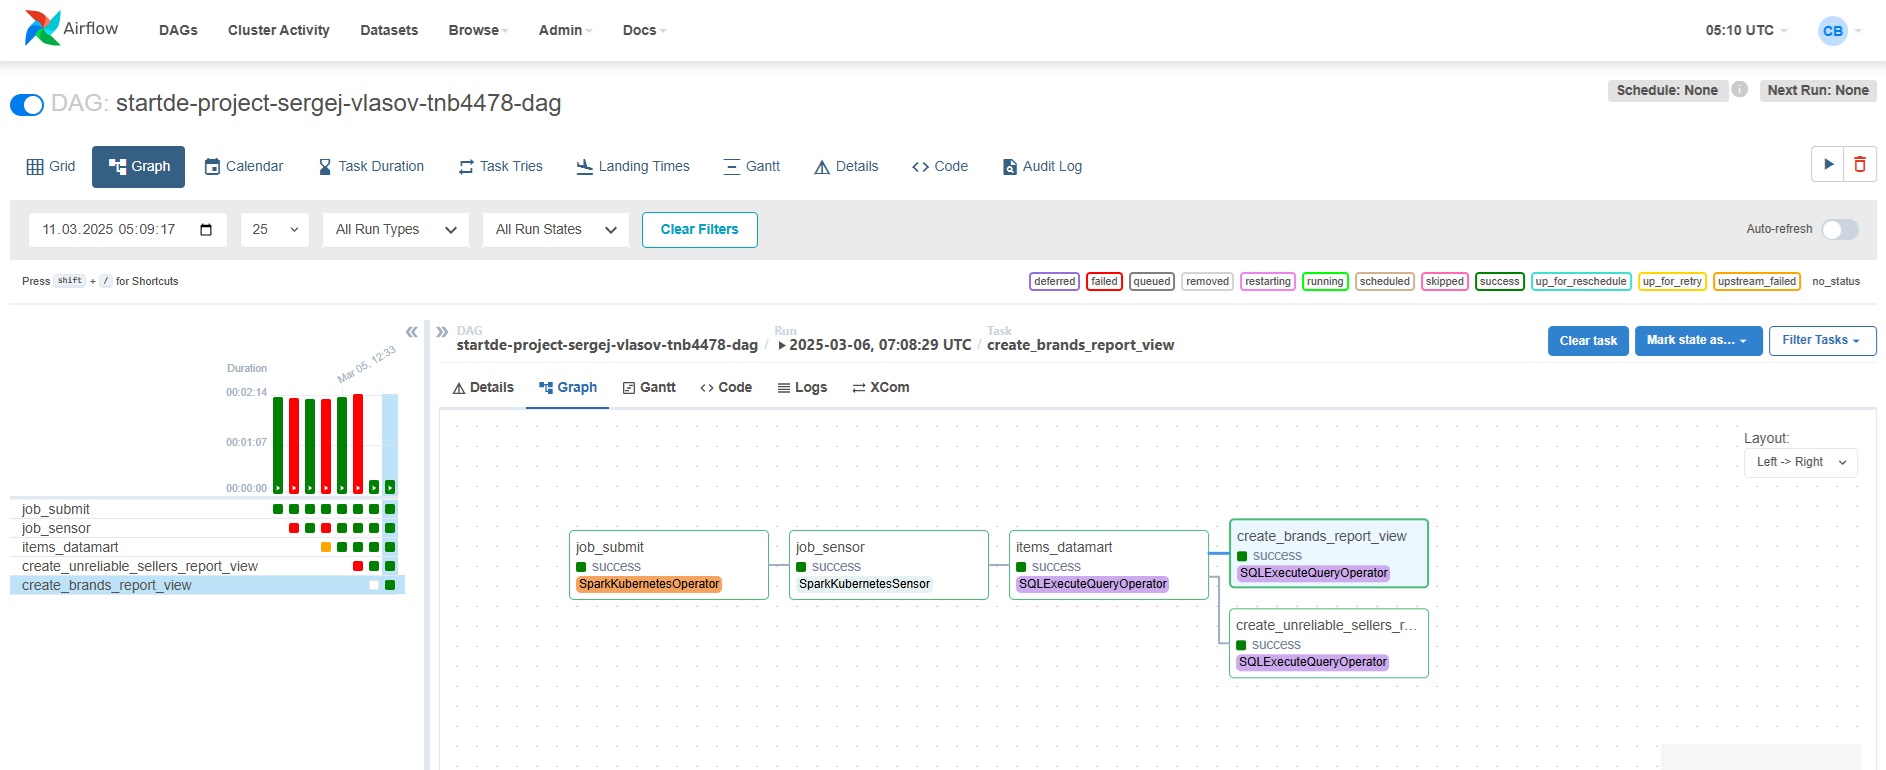 Airflow DAGs Cluster Activity Datasets Browse Admin Docs 05:10 UTC CB
DAG: startde-project-sergej-vlasov-tnb4478-dag
Schedule: None i Next Run: None
Grid Graph Calendar Task Duration Task Tries Landing Times Gantt Details Code Audit Log
11.03.2025 05:09:17 25 All Run Types All Run States Clear Filters Auto-refresh
Press shift + / for Shortcuts
deferred failed queued removed restarting running scheduled skipped success up_for_reschedule up_for_retry upstream_failed no_status
DAG Run Task
startde-project-sergej-vlasov-tnb4478-dag / 2025-03-06, 07:08:29 UTC / create_brands_report_view
Clear task Mark state as... Filter Tasks
Details Graph Gantt Code Logs XCom
Mar 05, 12:33
Duration
00:02:14
00:01:07
00:00:00
job_submit
job_sensor
items_datamart
create_unreliable_sellers_report_view
create_brands_report_view
Layout:
Left -> Right
job_submit
success
SparkKubernetesOperator
job_sensor
success
SparkKubernetesSensor
items_datamart
success
SQLExecuteQueryOperator
create_brands_report_view
success
SQLExecuteQueryOperator
create_unreliable_sellers_r...
success
SQLExecuteQueryOperator